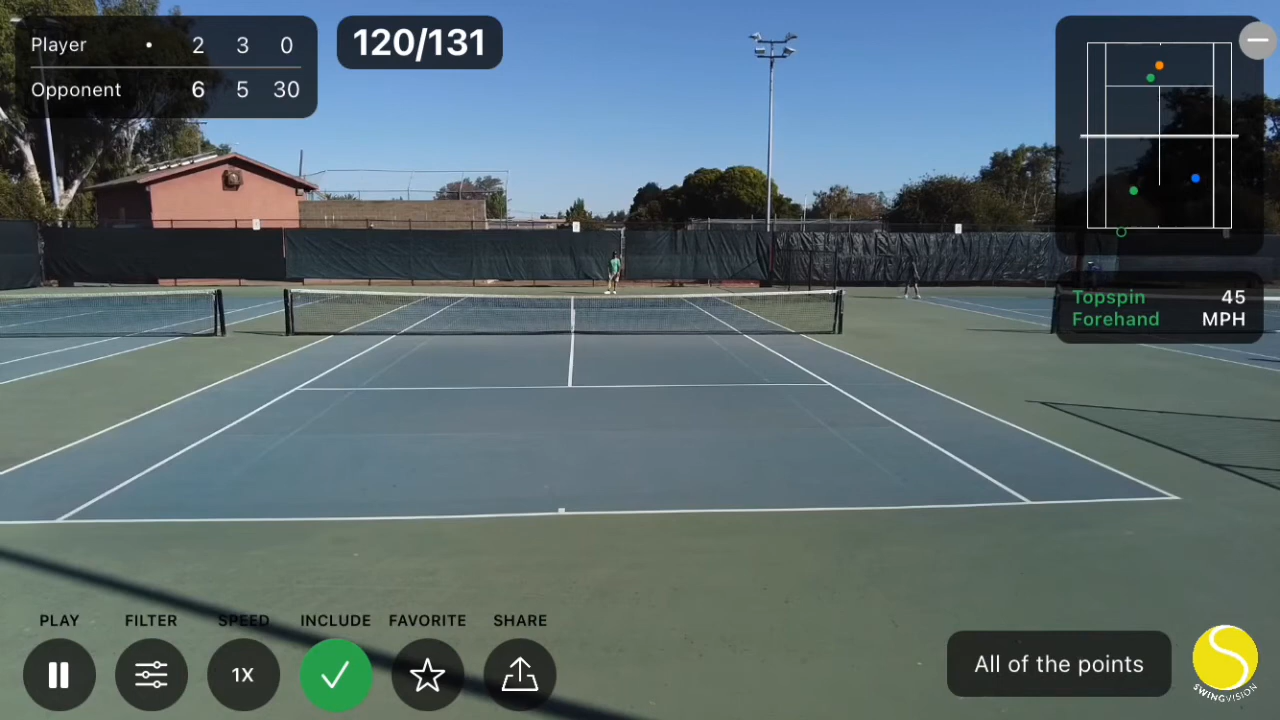 Player • 2 3 0
Opponent 6 5 30
120/131
Topspin 45
Forehand MPH
PLAY FILTER SPEED INCLUDE FAVORITE SHARE
1X
All of the points
SWINGVISION